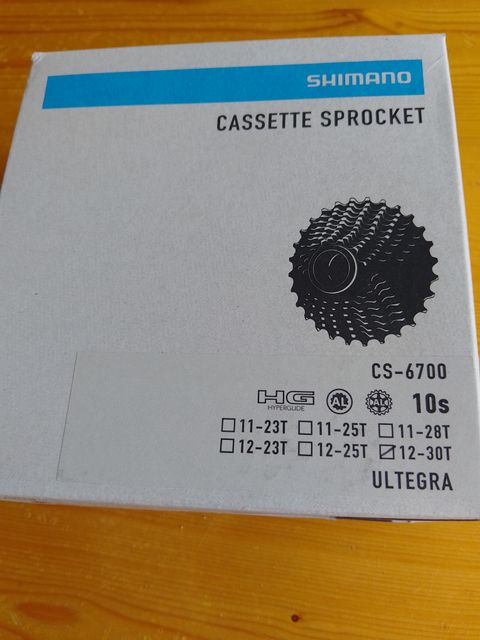 SHIMANO
CASSETTE SPROCKET
CS-6700
HG
HYPERGLIDE
10s
11-23T 11-25T 11-28T
12-23T 12-25T 12-30T
ULTEGRA